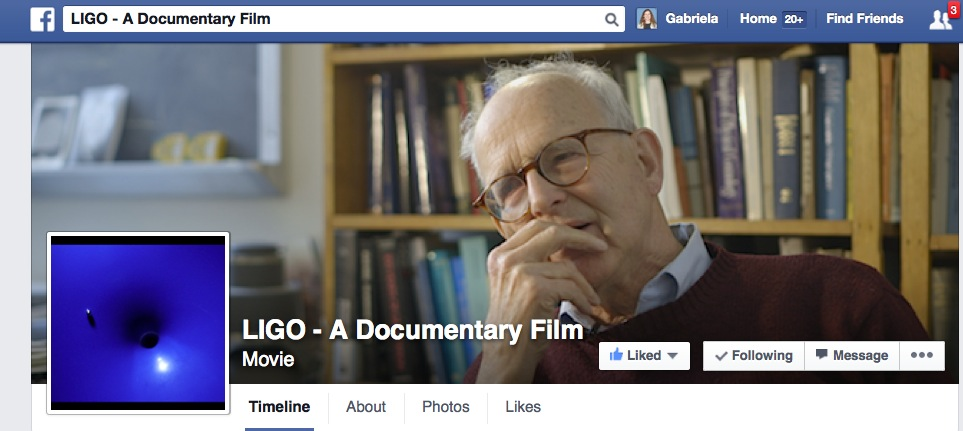 LIGO - A Documentary Film
Gabriela
Home 20+
Find Friends
3
LIGO - A Documentary Film
Movie
Liked
Following
Message
Timeline
About
Photos
Likes